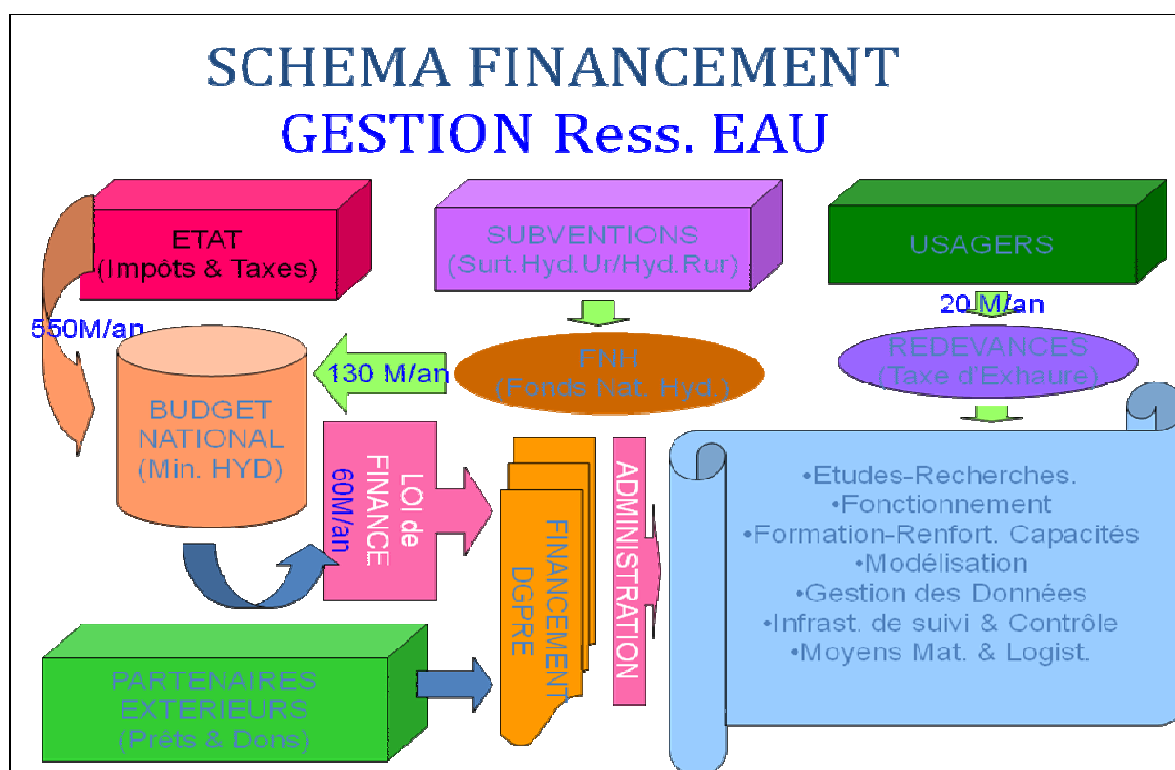 SCHEMA FINANCEMENT
GESTION Ress. EAU
ETAT
(Impôts & Taxes)
SUBVENTIONS
(Surt.Hyd.Ur/Hyd.Rur)
USAGERS
550M/an
20 M/an
130 M/an
FNH
(Fonds Nat. Hyd.)
REDEVANCES
(Taxe d'Exhaure)
BUDGET
NATIONAL
(Min. HYD)
LOI de
FINANCE
60M/an
FINANCEMENT
DGPRE
ADMINISTRATION
•Etudes-Recherches.
•Fonctionnement
•Formation-Renfort. Capacités
•Modélisation
•Gestion des Données
•Infrast. de suivi & Contrôle
•Moyens Mat. & Logist.
PARTENAIRES
EXTERIEURS
(Prêts & Dons)